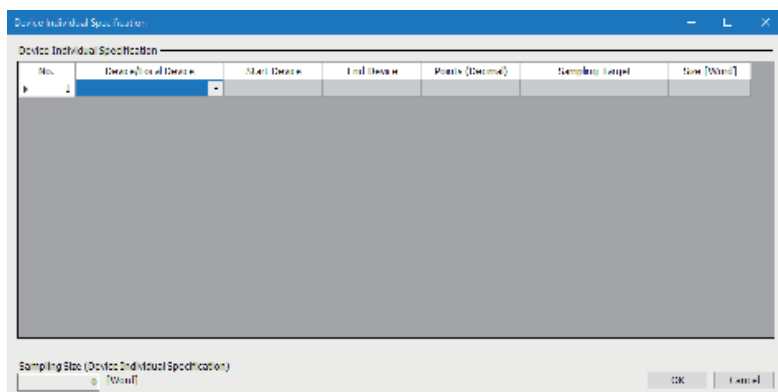 Device Individual Specification
Device Individual Specification
No. Device/Local Device Start Device End Device Points (Decimal) Sampling Target Size [Word]
1
Sampling Size (Device Individual Specification)
0 [Word]
OK Cancel